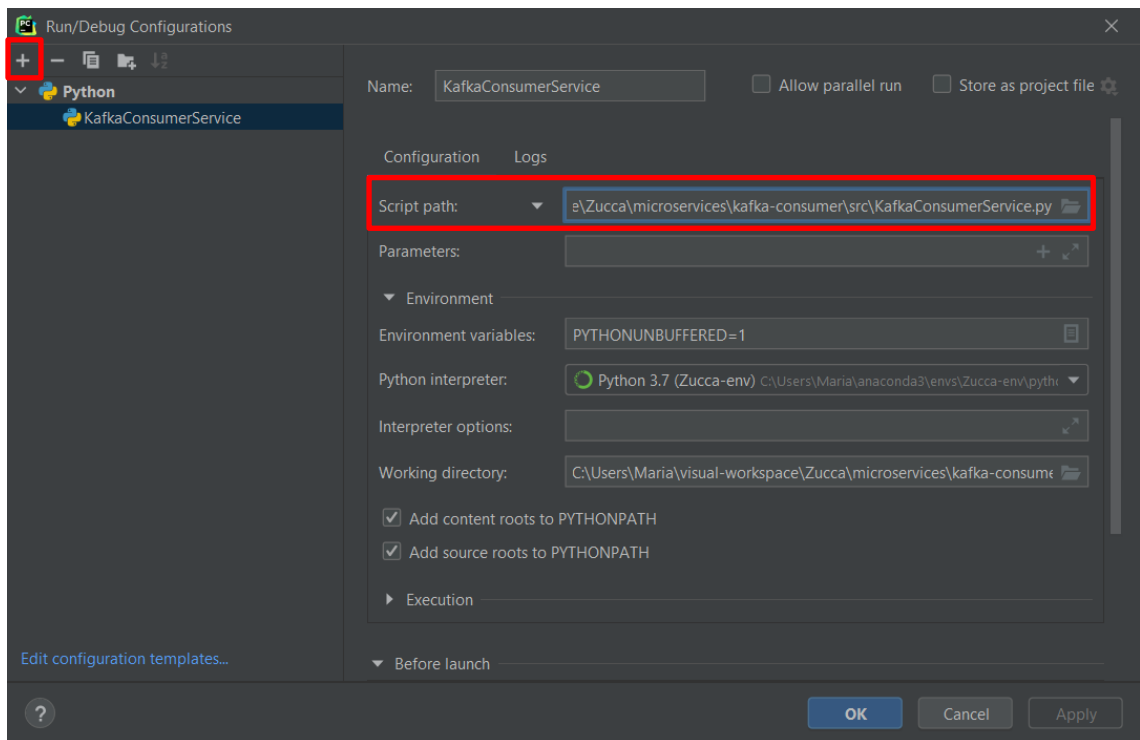 Run/Debug Configurations
Python
KafkaConsumerService
Edit configuration templates...
Name: KafkaConsumerService Allow parallel run Store as project file
Configuration Logs
Script path: e\Zucca\microservices\kafka-consumer\src\KafkaConsumerService.py
Parameters:
Environment
Environment variables: PYTHONUNBUFFERED=1
Python interpreter: Python 3.7 (Zucca-env) C:\Users\Maria\anaconda3\envs\Zucca-env\pythc
Interpreter options:
Working directory: C:\Users\Maria\visual-workspace\Zucca\microservices\kafka-consume
Add content roots to PYTHONPATH
Add source roots to PYTHONPATH
Execution
Before launch
? OK Cancel Apply